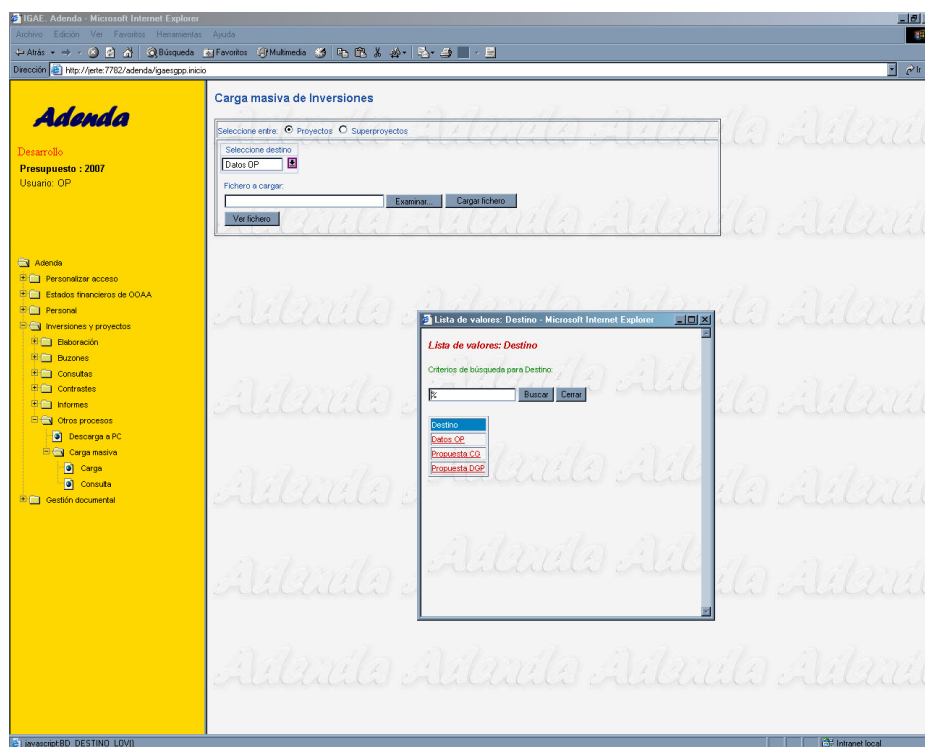 IGAE. Adenda - Microsoft Internet Explorer
Archivo Edición Ver Favoritos Herramientas Ayuda
Atrás Búsqueda Favoritos Multimedia
Dirección http://jerte:7782/adenda/igaesgpp.inicio Ir
Adenda
Desarrollo
Presupuesto : 2007
Usuario: OP
Adenda
Personalizar acceso
Estados financieros de OOAA
Personal
Inversiones y proyectos
Elaboración
Buzones
Consultas
Contrastes
Informes
Otros procesos
Descarga a PC
Carga masiva
Carga
Consulta
Gestión documental
Carga masiva de Inversiones
Seleccione entre: Proyectos Superproyectos
Seleccione destino
Datos OP
Fichero a cargar:
Examinar... Cargar fichero
Ver fichero
Lista de valores: Destino - Microsoft Internet Explorer
Lista de valores: Destino
Criterios de búsqueda para Destino:
% Buscar Cerrar
Destino
Datos OP
Propuesta CG
Propuesta DGP
javascript:BD_DESTINO_LOV() Intranet local